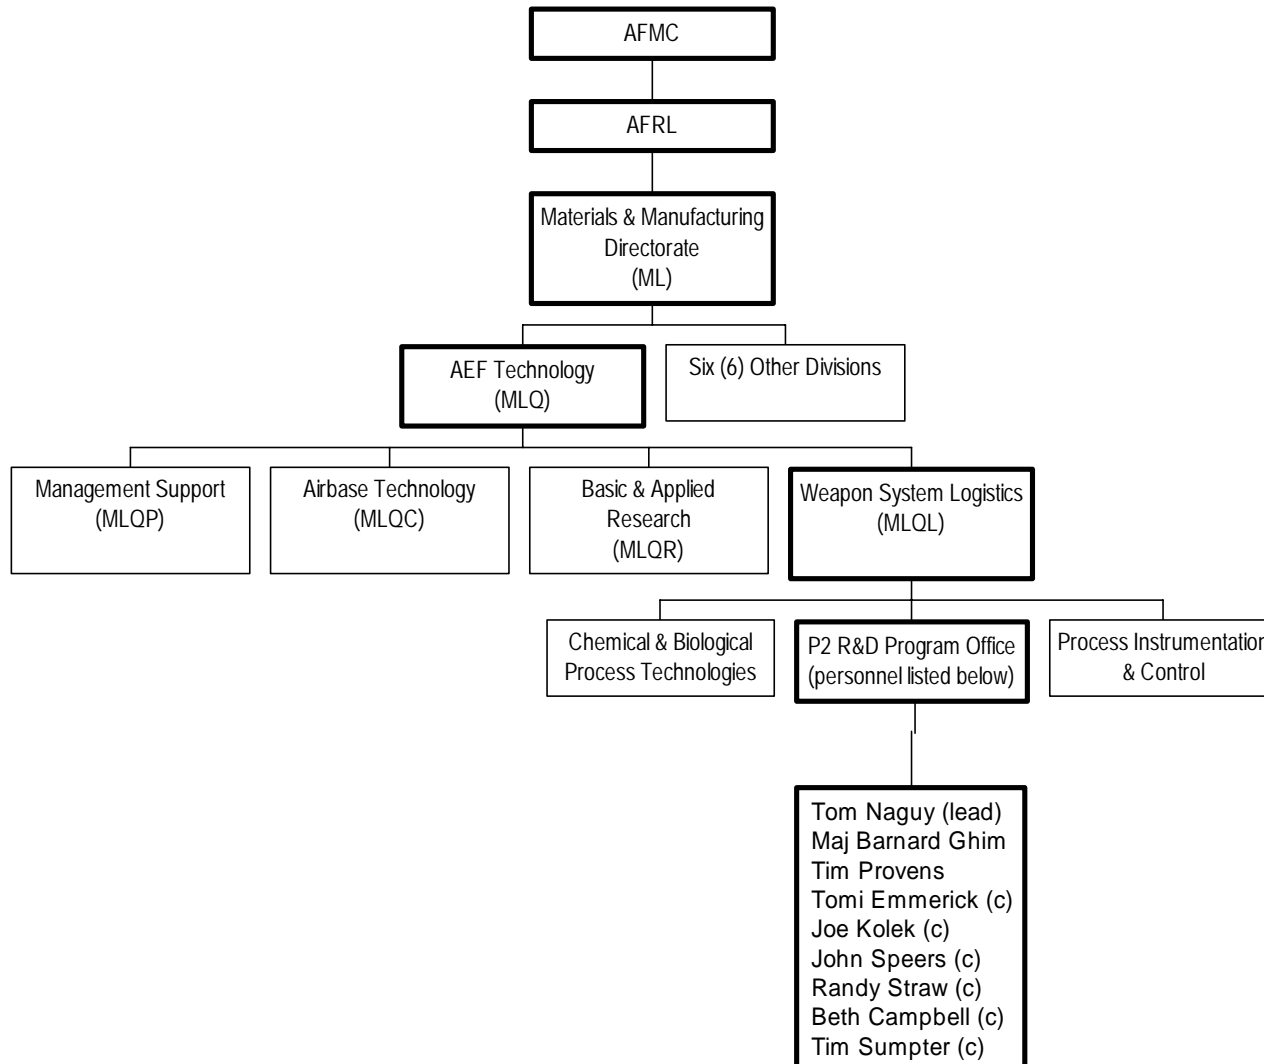 AFMC
AFRL
Materials & Manufacturing
Directorate
(ML)
AEF Technology
(MLQ)
Six (6) Other Divisions
Management Support
(MLQP)
Airbase Technology
(MLQC)
Basic & Applied
Research
(MLQR)
Weapon System Logistics
(MLQL)
Chemical & Biological
Process Technologies
P2 R&D Program Office
(personnel listed below)
Process Instrumentation
& Control
Tom Naguy (lead)
Maj Barnard Ghim
Tim Provens
Tomi Emmerick (c)
Joe Kolek (c)
John Speers (c)
Randy Straw (c)
Beth Campbell (c)
Tim Sumpter (c)